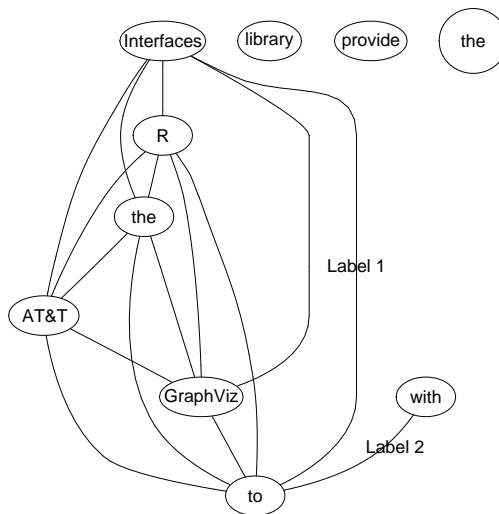 Interfaces library provide the
R
the
Label 1
AT&T
GraphViz with
Label 2
to